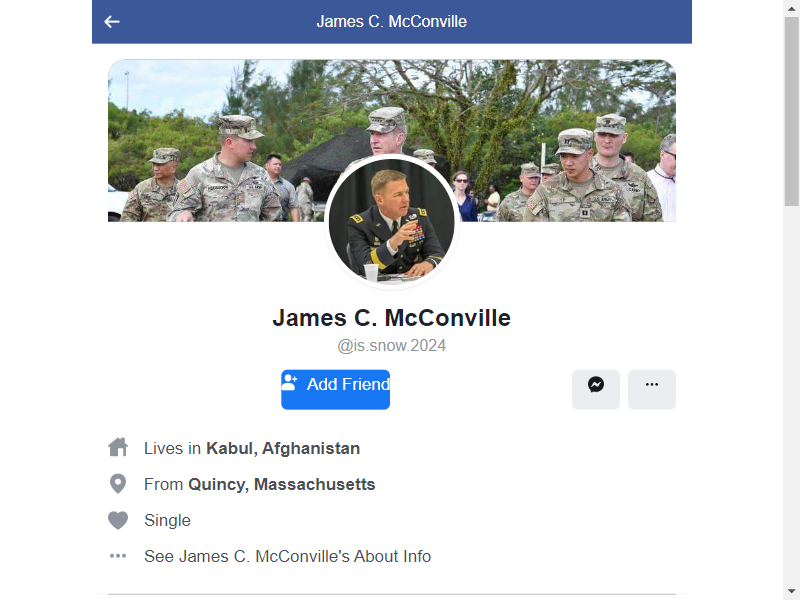 James C. McConville
James C. McConville
@is.snow.2024
Add Friend
Lives in Kabul, Afghanistan
From Quincy, Massachusetts
Single
See James C. McConville's About Info